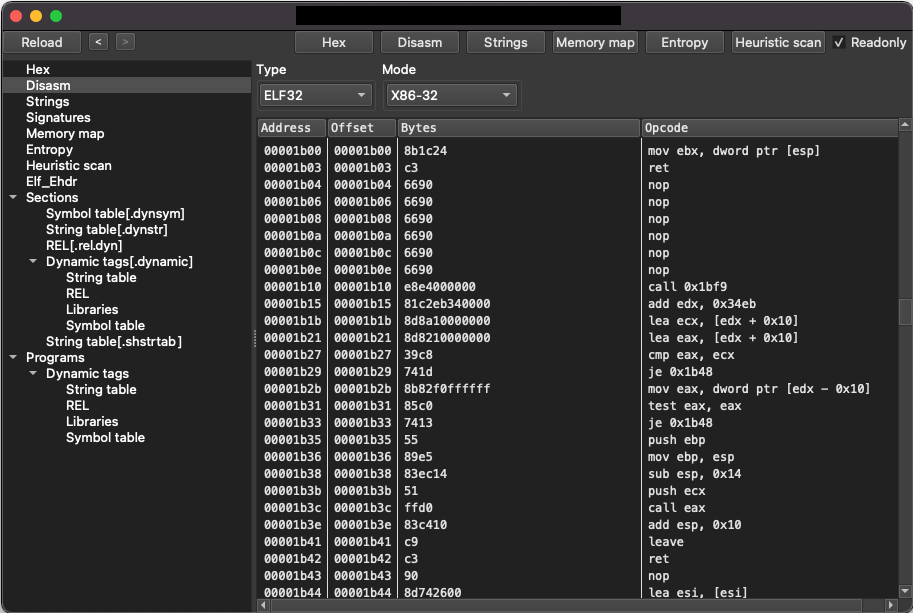 Reload < > Hex Disasm Strings Memory map Entropy Heuristic scan ✓ Readonly
Hex
Disasm
Strings
Signatures
Memory map
Entropy
Heuristic scan
Elf_Ehdr
Sections
Symbol table[.dynsym]
String table[.dynstr]
REL[.rel.dyn]
Dynamic tags[.dynamic]
String table
REL
Libraries
Symbol table
String table[.shstrtab]
Programs
Dynamic tags
String table
REL
Libraries
Symbol table
Type Mode
ELF32 X86-32
Address Offset Bytes Opcode
00001b00 00001b00 8b1c24 mov ebx, dword ptr [esp]
00001b03 00001b03 c3 ret
00001b04 00001b04 6690 nop
00001b06 00001b06 6690 nop
00001b08 00001b08 6690 nop
00001b0a 00001b0a 6690 nop
00001b0c 00001b0c 6690 nop
00001b0e 00001b0e 6690 nop
00001b10 00001b10 e8e4000000 call 0x1bf9
00001b15 00001b15 81c2eb340000 add edx, 0x34eb
00001b1b 00001b1b 8d8a10000000 lea ecx, [edx + 0x10]
00001b21 00001b21 8d8210000000 lea eax, [edx + 0x10]
00001b27 00001b27 39c8 cmp eax, ecx
00001b29 00001b29 741d je 0x1b48
00001b2b 00001b2b 8b82f0ffffff mov eax, dword ptr [edx - 0x10]
00001b31 00001b31 85c0 test eax, eax
00001b33 00001b33 7413 je 0x1b48
00001b35 00001b35 55 push ebp
00001b36 00001b36 89e5 mov ebp, esp
00001b38 00001b38 83ec14 sub esp, 0x14
00001b3b 00001b3b 51 push ecx
00001b3c 00001b3c ffd0 call eax
00001b3e 00001b3e 83c410 add esp, 0x10
00001b41 00001b41 c9 leave
00001b42 00001b42 c3 ret
00001b43 00001b43 90 nop
00001b44 00001b44 8d742600 lea esi, [esi]